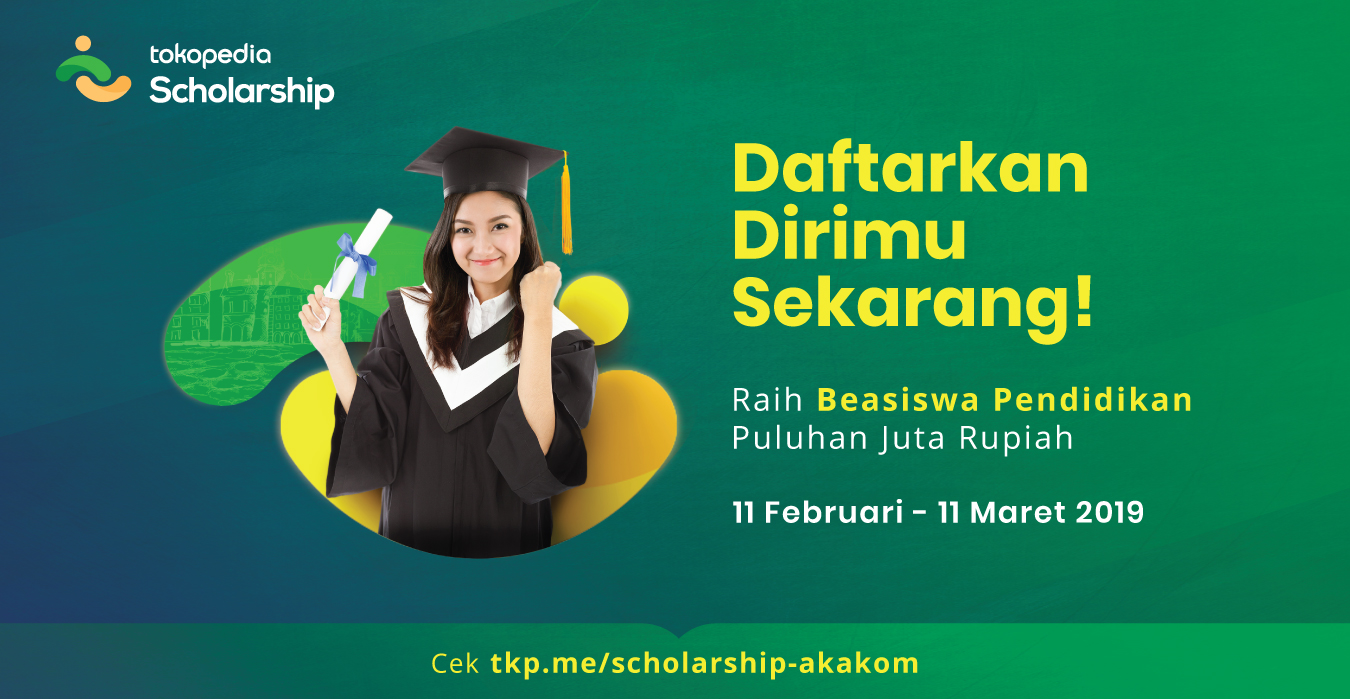 tokopedia
Scholarship
Daftarkan
Dirimu
Sekarang!
Raih Beasiswa Pendidikan
Puluhan Juta Rupiah
11 Februari - 11 Maret 2019
Cek tkp.me/scholarship-akakom